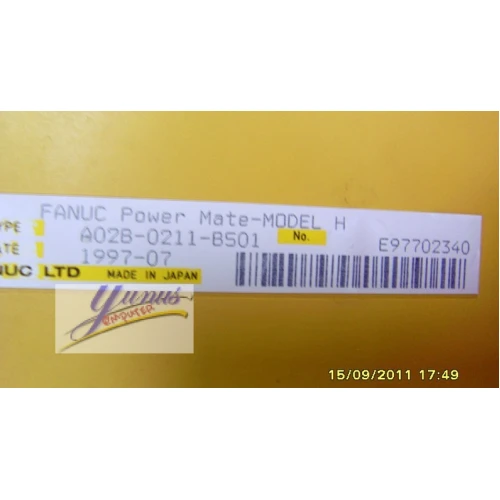 FANUC Power Mate-MODEL H
YPE A02B-0211-B501 No. E97702340
ATE 1997-07
NUC LTD MADE IN JAPAN
Yunus
COMPUTER
15/09/2011 17:49